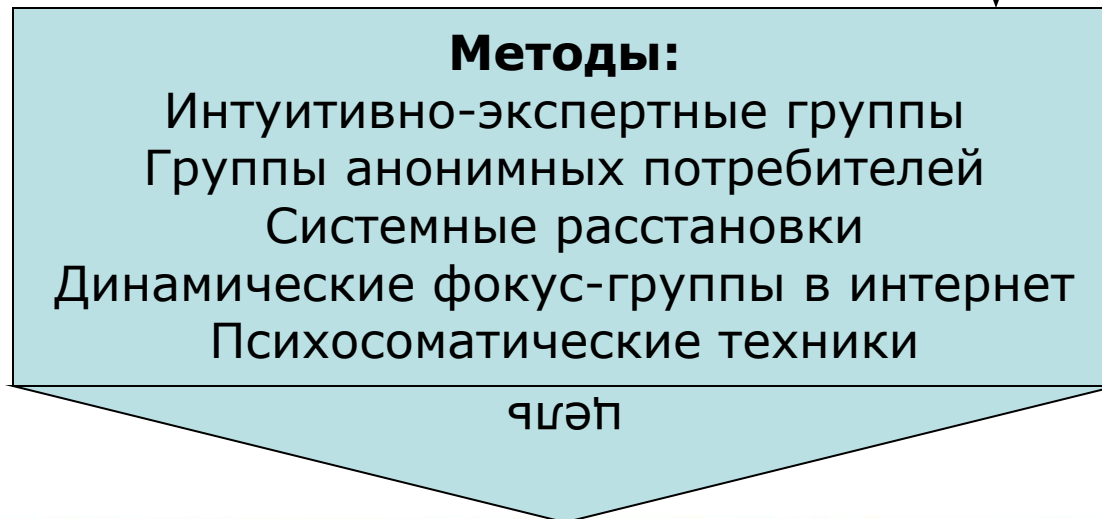 Методы:
Интуитивно-экспертные группы
Группы анонимных потребителей
Системные расстановки
Динамические фокус-группы в интернет
Психосоматические техники
цель